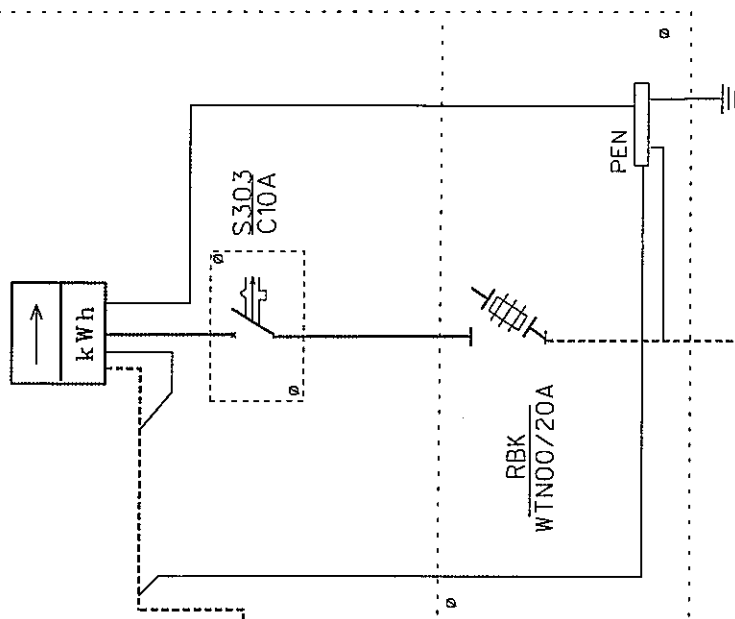 S303
C10A
PEN
kWh
RBK
WTN00/20A
ø
ø
ø
ø